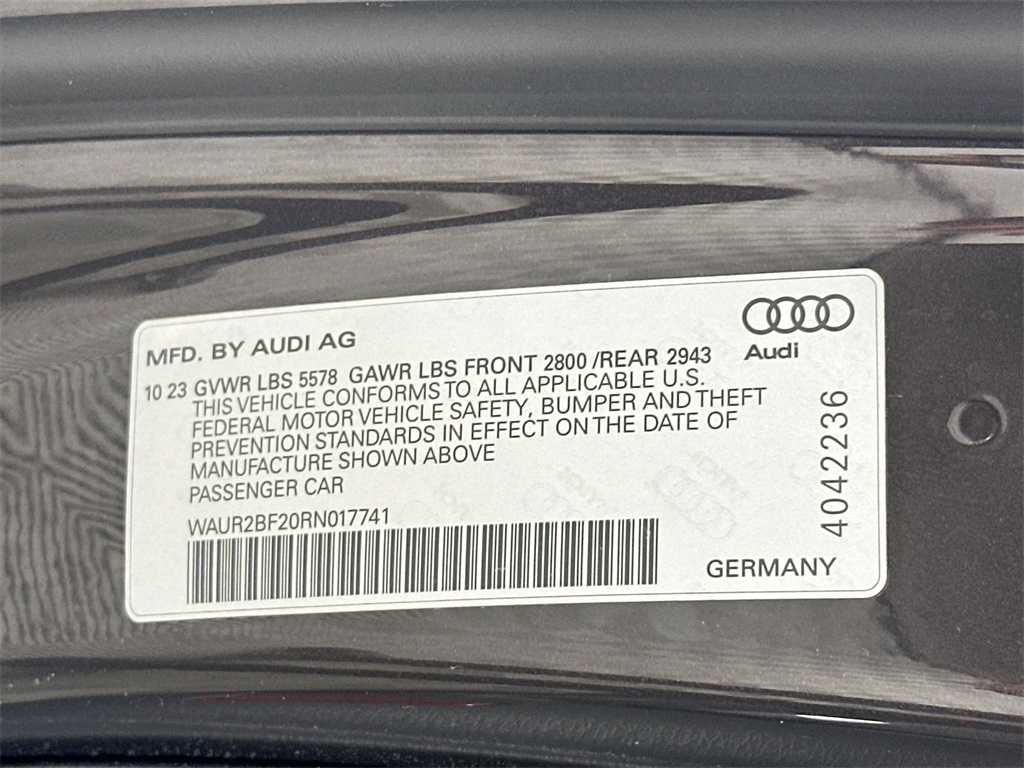 MFD. BY AUDI AG
Audi
10 23 GVWR LBS 5578 GAWR LBS FRONT 2800 /REAR 2943
THIS VEHICLE CONFORMS TO ALL APPLICABLE U.S.
FEDERAL MOTOR VEHICLE SAFETY, BUMPER AND THEFT
PREVENTION STANDARDS IN EFFECT ON THE DATE OF
MANUFACTURE SHOWN ABOVE
PASSENGER CAR
WAUR2BF20RN017741
GERMANY
4042236